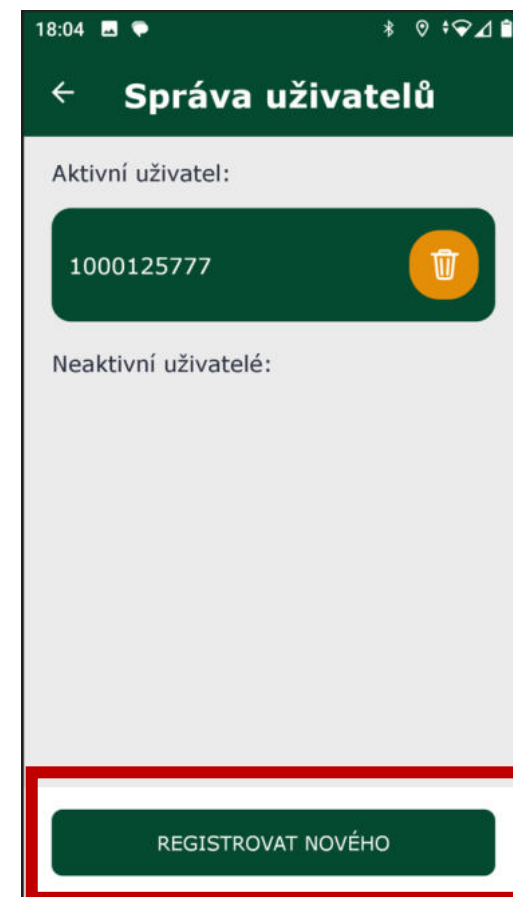 18:04
Správa uživatelů
Aktivní uživatel:
1000125777
Neaktivní uživatelé:
REGISTROVAT NOVÉHO